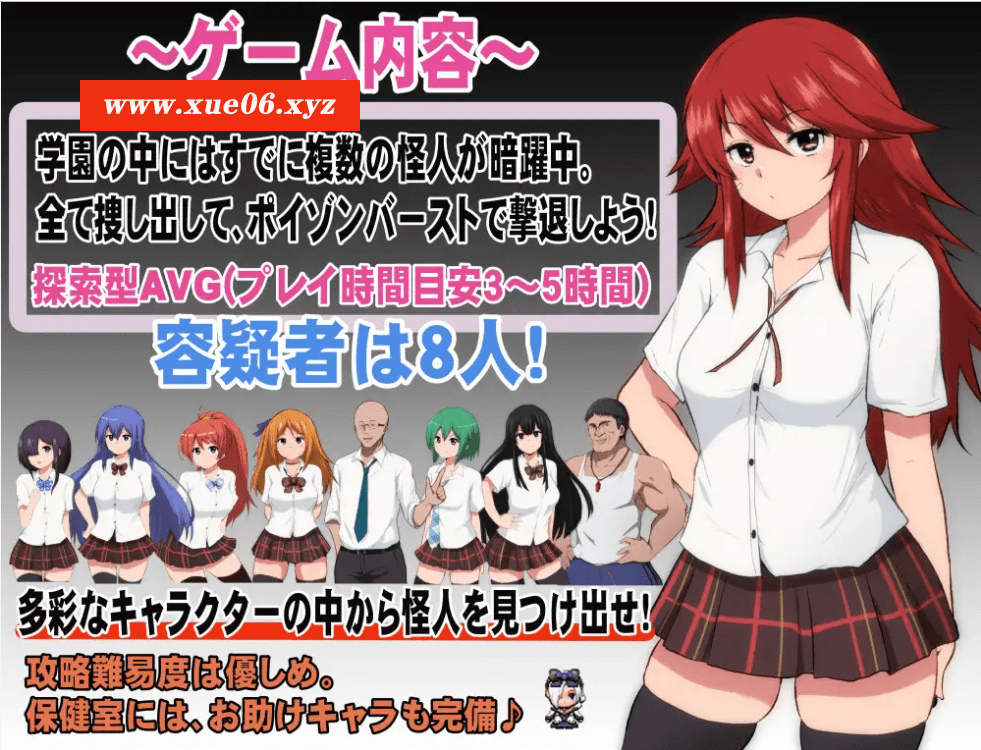 ～ゲーム内容～
www.xue06.xyz
学園の中にはすでに複数の怪人が暗躍中。
全て捜し出して、ポイゾンバーストで撃退しよう!
探索型AVG(プレイ時間目安3～5時間)
容疑者は8人!
多彩なキャラクターの中から怪人を見つけ出せ!
攻略難易度は優しめ。
保健室には、お助けキャラも完備♪